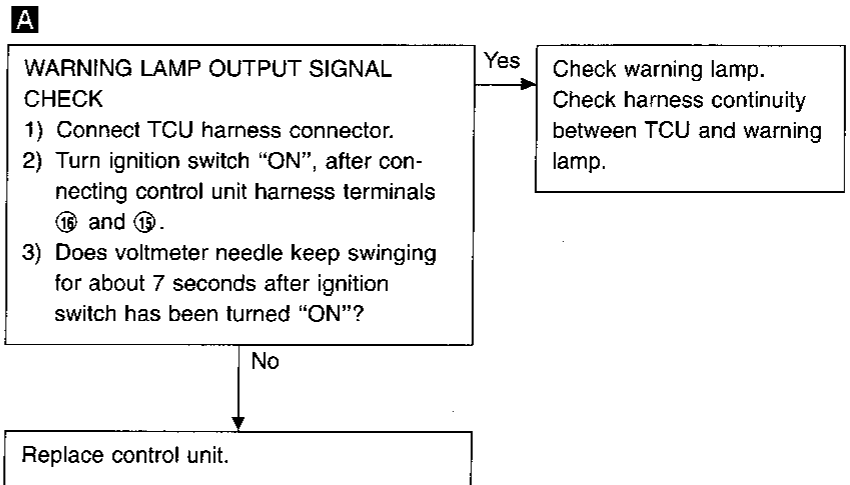 A
WARNING LAMP OUTPUT SIGNAL
CHECK
1) Connect TCU harness connector.
2) Turn ignition switch “ON”, after con-
necting control unit harness terminals
⑯ and ⑮.
3) Does voltmeter needle keep swinging
for about 7 seconds after ignition
switch has been turned “ON”?
Yes
Check warning lamp.
Check harness continuity
between TCU and warning
lamp.
No
Replace control unit.